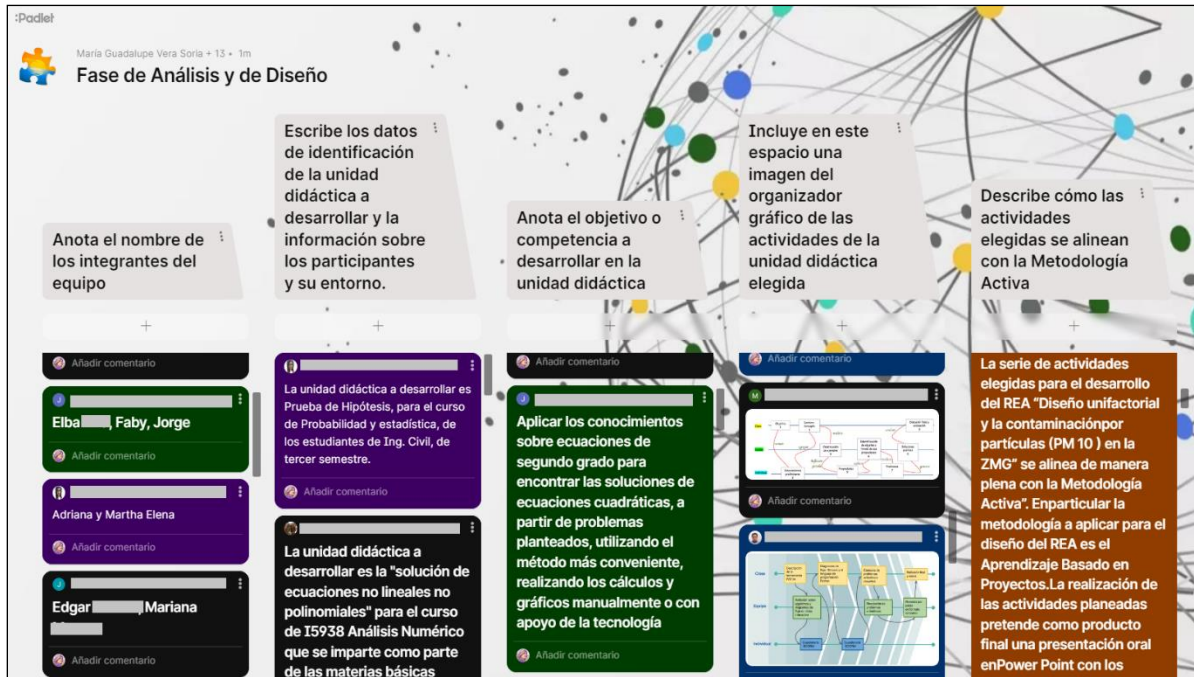 :Padlet
María Guadalupe Vera Soria + 13 • 1m
Fase de Análisis y de Diseño
Anota el nombre de
los integrantes del
equipo
Añadir comentario
Elba , Faby, Jorge
Añadir comentario
Adriana y Martha Elena
Añadir comentario
Edgar , Mariana
Añadir comentario
Escribe los datos
de identificación
de la unidad
didáctica a
desarrollar y la
información sobre
los participantes
y su entorno.
La unidad didáctica a desarrollar es
Prueba de Hipótesis, para el curso
de Probabilidad y estadística, de
los estudiantes de Ing. Civil, de
tercer semestre.
Añadir comentario
La unidad didáctica a
desarrollar es la "solución de
ecuaciones no lineales no
polinomiales" para el curso
de I5938 Análisis Numérico
que se imparte como parte
de las materias básicas
Anota el objetivo o
competencia a
desarrollar en la
unidad didáctica
Añadir comentario
Aplicar los conocimientos
sobre ecuaciones de
segundo grado para
encontrar las soluciones de
ecuaciones cuadráticas, a
partir de problemas
planteados, utilizando el
método más conveniente,
realizando los cálculos y
gráficos manualmente o con
apoyo de la tecnología
Añadir comentario
Incluye en este
espacio una
imagen del
organizador
gráfico de las
actividades de la
unidad didáctica
elegida
Añadir comentario
M
Añadir comentario
Describe cómo las
actividades
elegidas se alinean
con la Metodología
Activa
La serie de actividades
elegidas para el desarrollo
del REA "Diseño unifactorial
y la contaminaciónpor
partículas (PM 10 ) en la
ZMG" se alinea de manera
plena con la Metodología
Activa". Enparticular la
metodología a aplicar para el
diseño del REA es el
Aprendizaje Basado en
Proyectos.La realización de
las actividades planeadas
pretende como producto
final una presentación oral
enPower Point con los